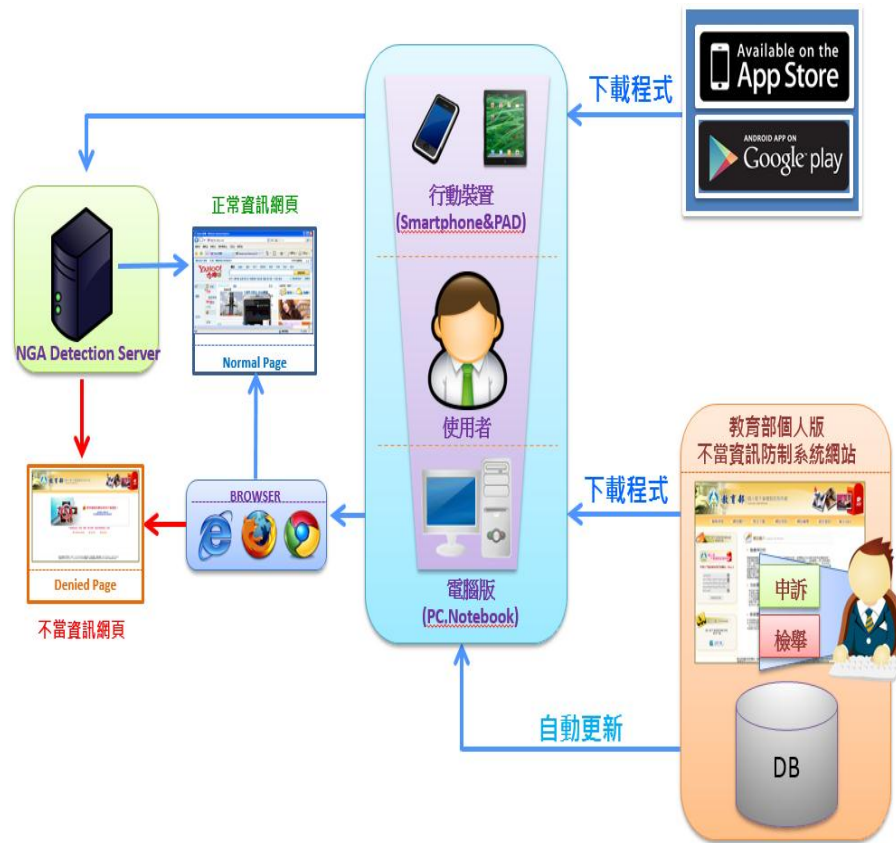 Available on the
App Store
ANDROID APP ON
Google play
下載程式
行動裝置
(Smartphone&PAD)
正常資訊網頁
YAHOO!
Normal Page
NGA Detection Server
使用者
教育部個人版
不當資訊防制系統網站
教育部
申訴
檢舉
DB
下載程式
BROWSER
電腦版
(PC.Notebook)
Denied Page
不當資訊網頁
自動更新